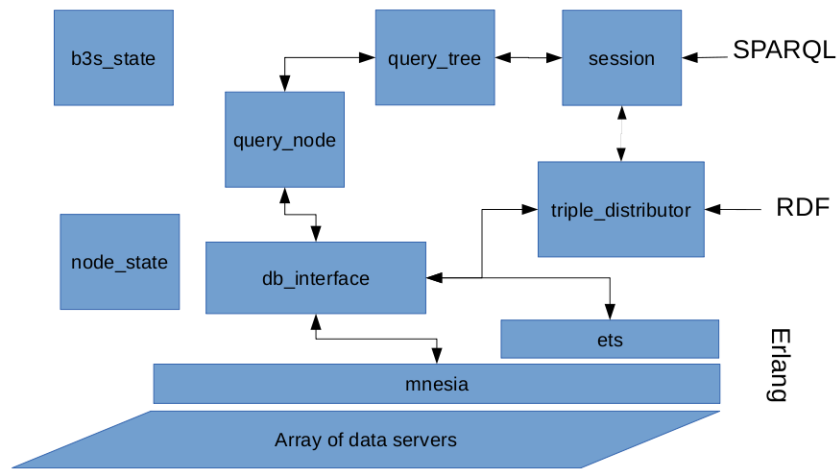 b3s_state
query_tree
session
SPARQL
query_node
triple_distributor
RDF
node_state
db_interface
ets
Erlang
mnesia
Array of data servers